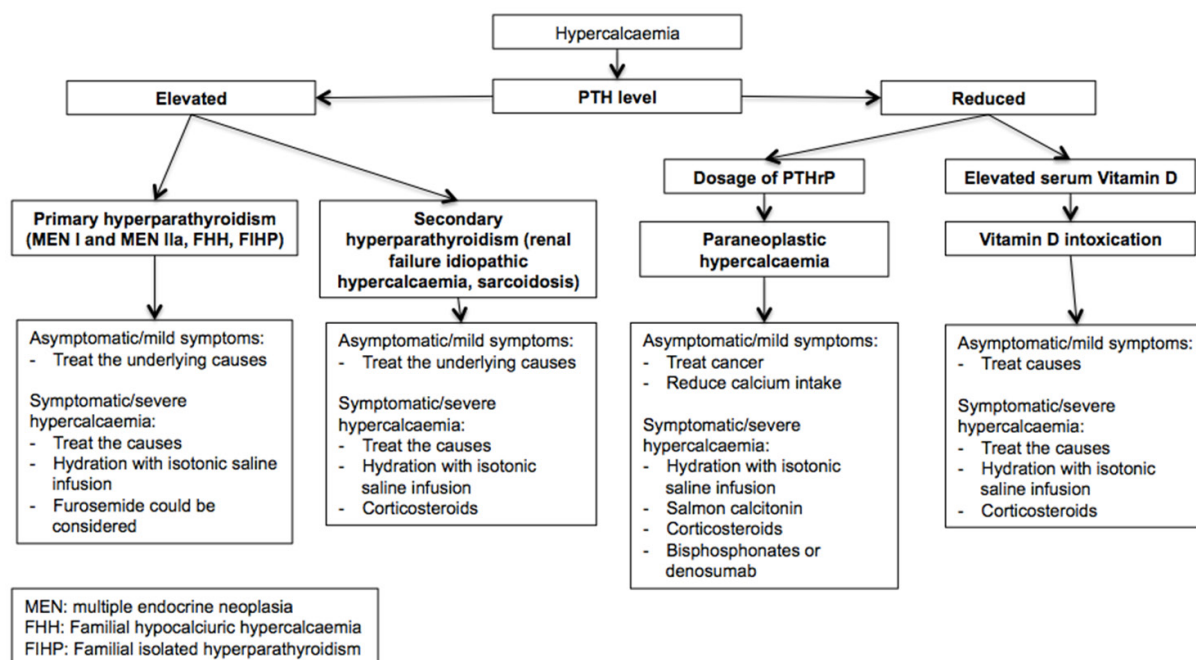 Hypercalcaemia
Elevated
PTH level
Reduced
Dosage of PTHrP
Elevated serum Vitamin D
Primary hyperparathyroidism
(MEN I and MEN IIa, FHH, FIHP)
Secondary
hyperparathyroidism (renal
failure idiopathic
hypercalcaemia, sarcoidosis)
Paraneoplastic
hypercalcaemia
Vitamin D intoxication
Asymptomatic/mild symptoms:
- Treat the underlying causes
Symptomatic/severe
hypercalcaemia:
- Treat the causes
- Hydration with isotonic saline
infusion
- Furosemide could be
considered
Asymptomatic/mild symptoms:
- Treat the underlying causes
Symptomatic/severe
hypercalcaemia:
- Treat the causes
- Hydration with isotonic
saline infusion
- Corticosteroids
Asymptomatic/mild symptoms:
- Treat cancer
- Reduce calcium intake
Symptomatic/severe
hypercalcaemia:
- Hydration with isotonic
saline infusion
- Salmon calcitonin
- Corticosteroids
- Bisphosphonates or
denosumab
Asymptomatic/mild symptoms:
- Treat causes
Symptomatic/severe
hypercalcaemia:
- Treat the causes
- Hydration with isotonic
saline infusion
- Corticosteroids
MEN: multiple endocrine neoplasia
FHH: Familial hypocalciuric hypercalcaemia
FIHP: Familial isolated hyperparathyroidism